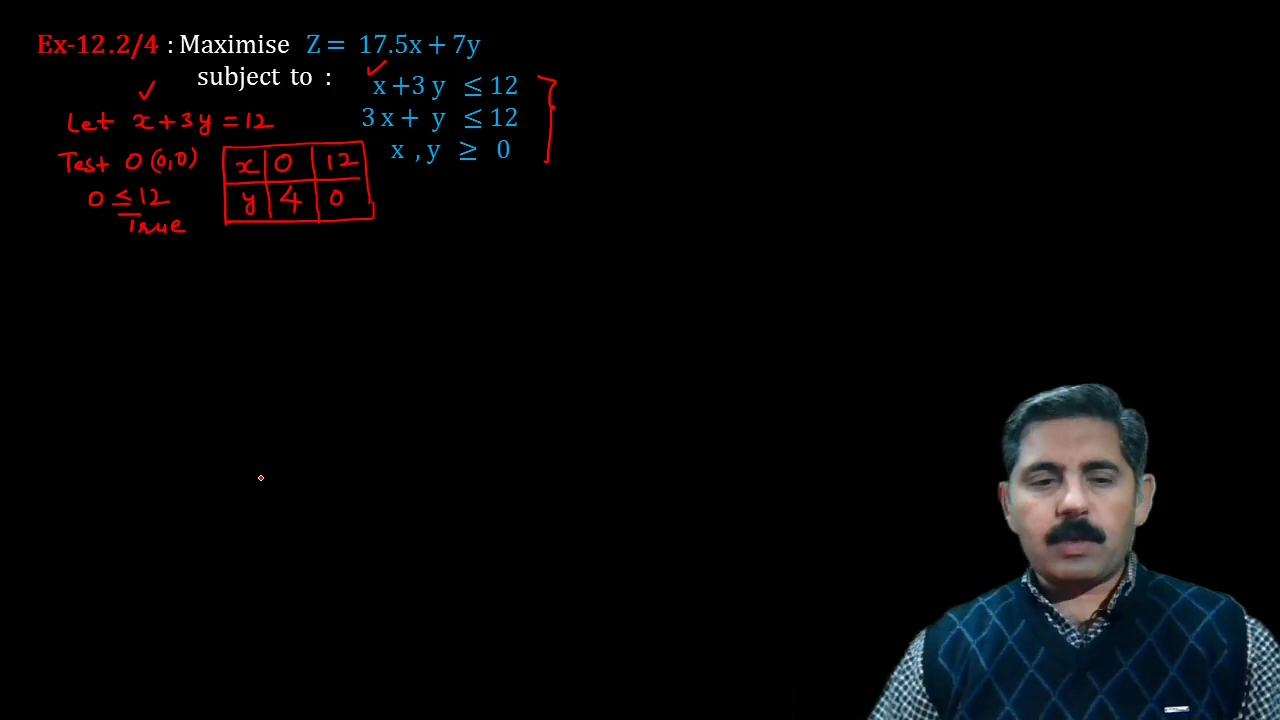 Ex-12.2/4 : Maximise Z = 17.5x + 7y
subject to :
x +3 y ≤ 12
3 x + y ≤ 12
x , y ≥ 0
Let x + 3y = 12
Test O (0,0)
0 ≤ 12
True
x 0 12
y 4 0